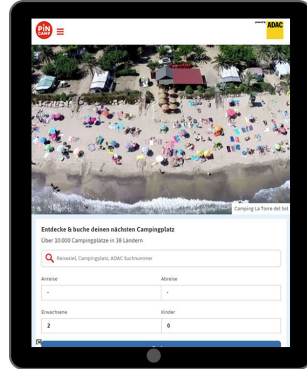 PiN
CAMP
powered by ADAC
Camping La Torre del Sol
Entdecke & buche deinen nächsten Campingplatz
Über 10.000 Campingplätze in 38 Ländern
Reiseziel, Campingplatz, ADAC Suchnummer
Anreise Abreise
- -
Erwachsene Kinder
2 0